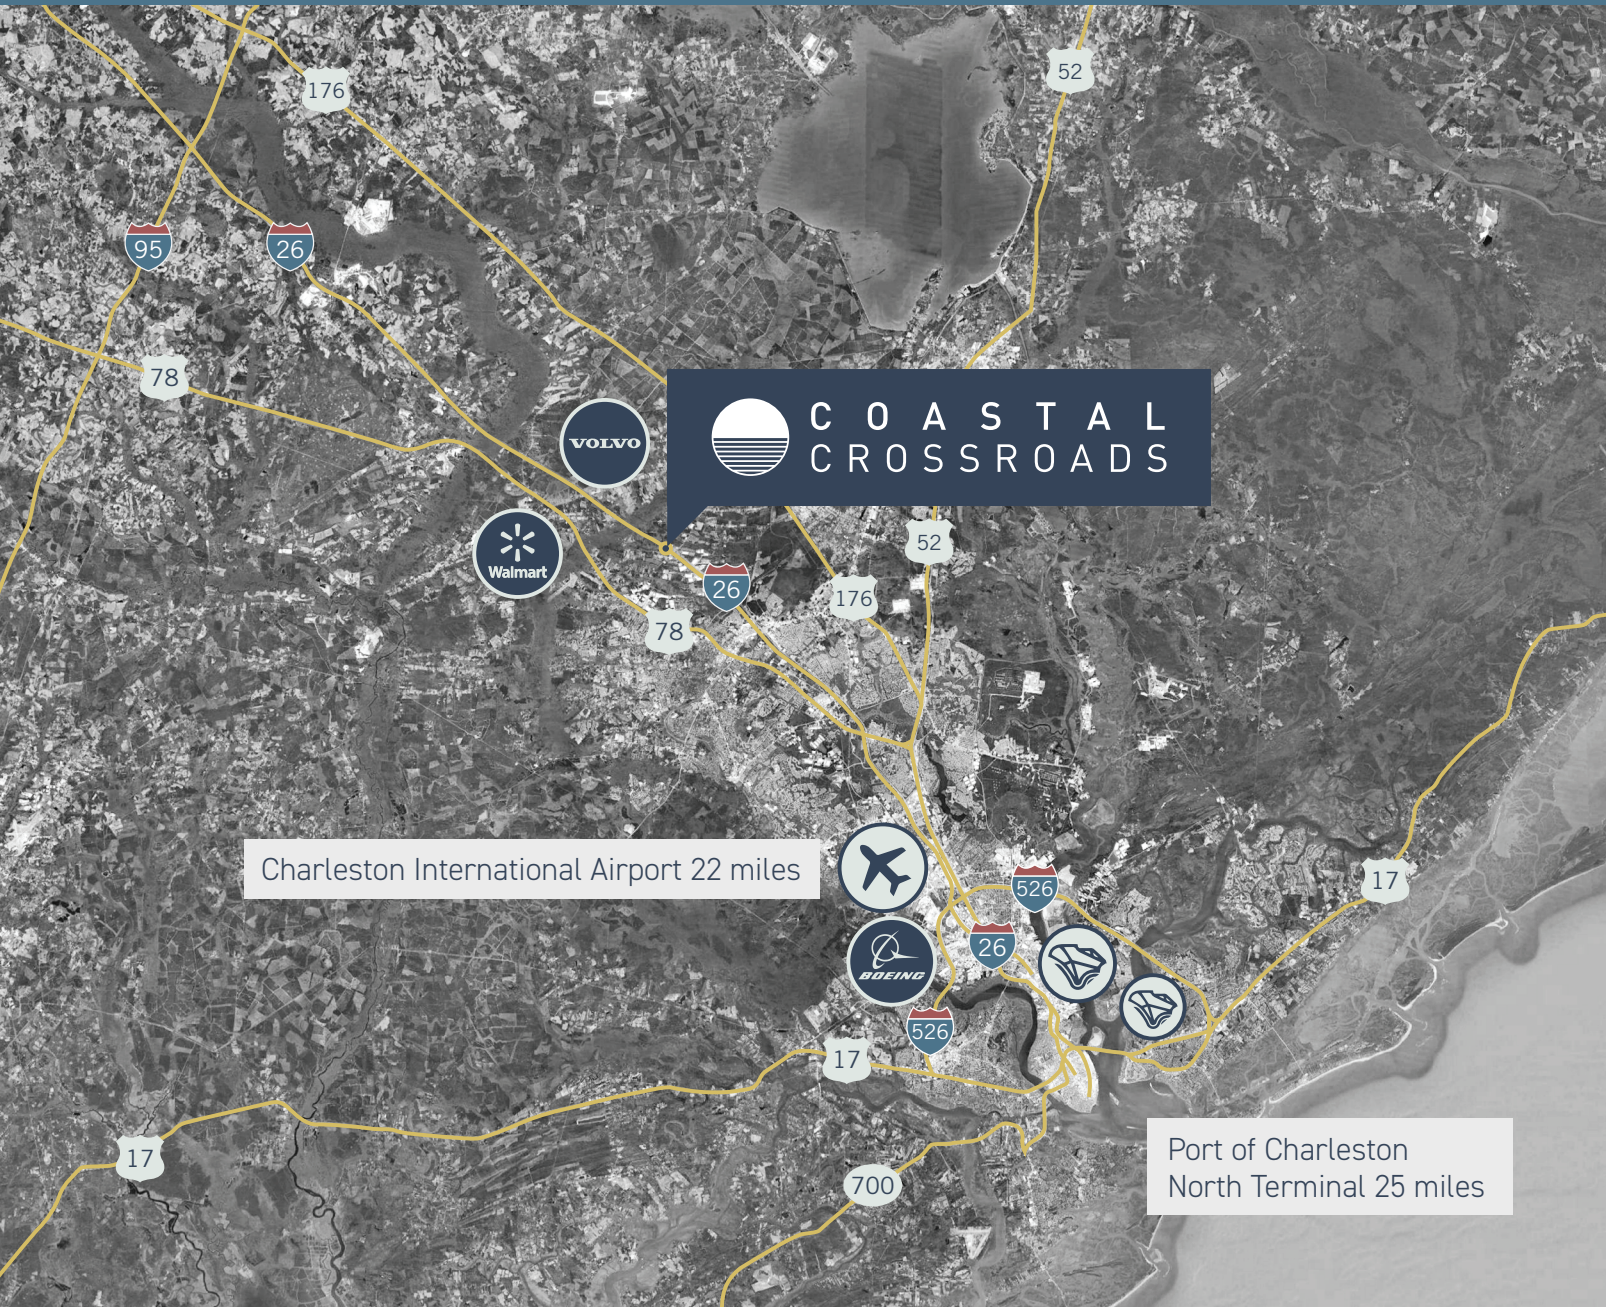 52
176
95
26
78
COASTAL
CROSSROADS
VOLVO
Walmart
52
26
176
78
Charleston International Airport 22 miles
526
17
26
BOEING
526
17
Port of Charleston
North Terminal 25 miles
17
700